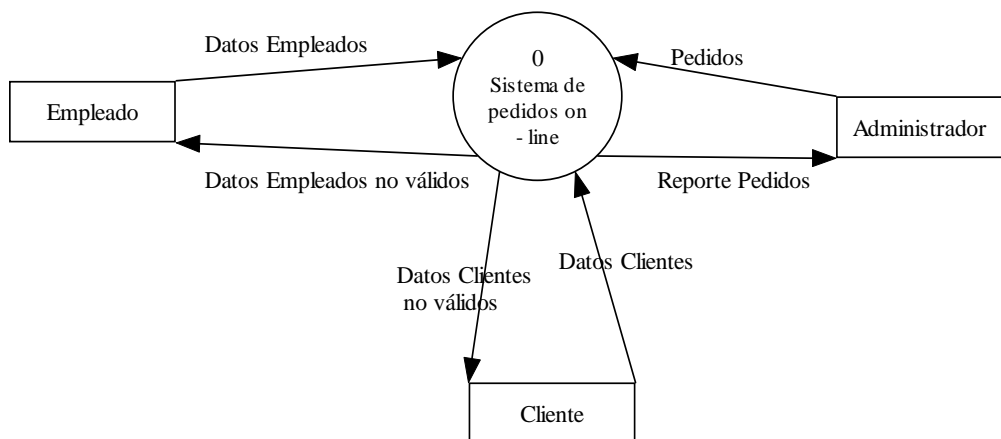 Datos Empleados
0
Sistema de
pedidos on
- line
Pedidos
Empleado
Administrador
Datos Empleados no válidos
Reporte Pedidos
Datos Clientes
no válidos
Datos Clientes
Cliente